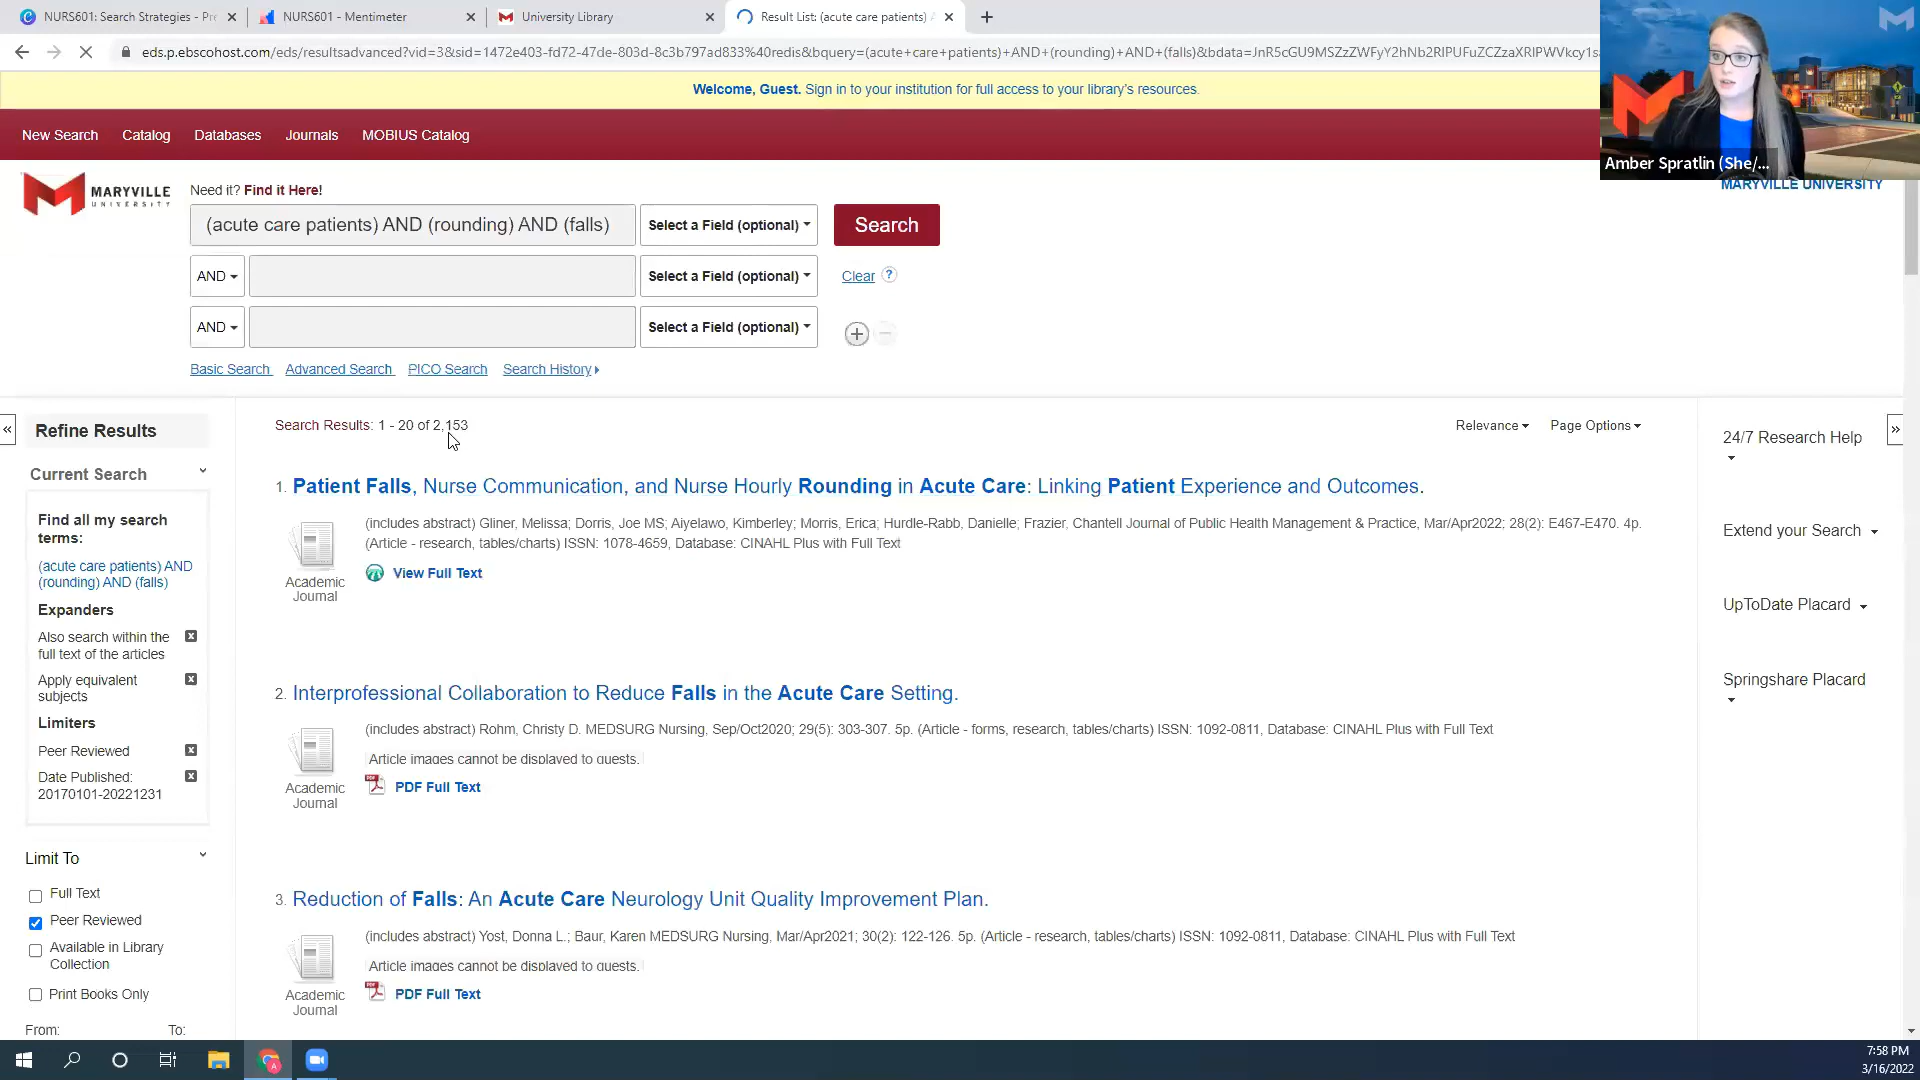 NURS601: Search Strategies - Pre
NURS601 - Mentimeter
University Library
Result List: (acute care patients) A
eds.p.ebscohost.com/eds/resultsadvanced?vid=3&sid=1472e403-fd72-47de-803d-8c3b797ad833%40redis&bquery=(acute+care+patients)+AND+(rounding)+AND+(falls)&bdata=JnR5cGU9MSZzZWFyY2hNb2RlPUFuZCZzaXRlPWVkcy1s
Welcome, Guest. Sign in to your institution for full access to your library's resources.
New Search Catalog Databases Journals MOBIUS Catalog
Amber Spratlin (She/...
MARYVILLE UNIVERSITY
MARYVILLE
UNIVERSITY
Need it? Find it Here!
(acute care patients) AND (rounding) AND (falls) Select a Field (optional) Search
AND Select a Field (optional) Clear ?
AND Select a Field (optional)
Basic Search Advanced Search PICO Search Search History
Refine Results
Current Search
Find all my search
terms:
(acute care patients) AND
(rounding) AND (falls)
Expanders
Also search within the
full text of the articles
Apply equivalent
subjects
Limiters
Peer Reviewed
Date Published:
20170101-20221231
Limit To
Full Text
Peer Reviewed
Available in Library
Collection
Print Books Only
From: To:
Search Results: 1 - 20 of 2,153
Relevance Page Options
1. Patient Falls, Nurse Communication, and Nurse Hourly Rounding in Acute Care: Linking Patient Experience and Outcomes.
(includes abstract) Gliner, Melissa; Dorris, Joe MS; Aiyelawo, Kimberley; Morris, Erica; Hurdle-Rabb, Danielle; Frazier, Chantell Journal of Public Health Management & Practice, Mar/Apr2022; 28(2): E467-E470. 4p.
(Article - research, tables/charts) ISSN: 1078-4659, Database: CINAHL Plus with Full Text
Academic
Journal
View Full Text
2. Interprofessional Collaboration to Reduce Falls in the Acute Care Setting.
(includes abstract) Rohm, Christy D. MEDSURG Nursing, Sep/Oct2020; 29(5): 303-307. 5p. (Article - forms, research, tables/charts) ISSN: 1092-0811, Database: CINAHL Plus with Full Text
Article images cannot be displayed to guests.
Academic
Journal
PDF Full Text
3. Reduction of Falls: An Acute Care Neurology Unit Quality Improvement Plan.
(includes abstract) Yost, Donna L.; Baur, Karen MEDSURG Nursing, Mar/Apr2021; 30(2): 122-126. 5p. (Article - research, tables/charts) ISSN: 1092-0811, Database: CINAHL Plus with Full Text
Article images cannot be displayed to guests.
Academic
Journal
PDF Full Text
24/7 Research Help
Extend your Search
UpToDate Placard
Springshare Placard
7:58 PM
3/16/2022